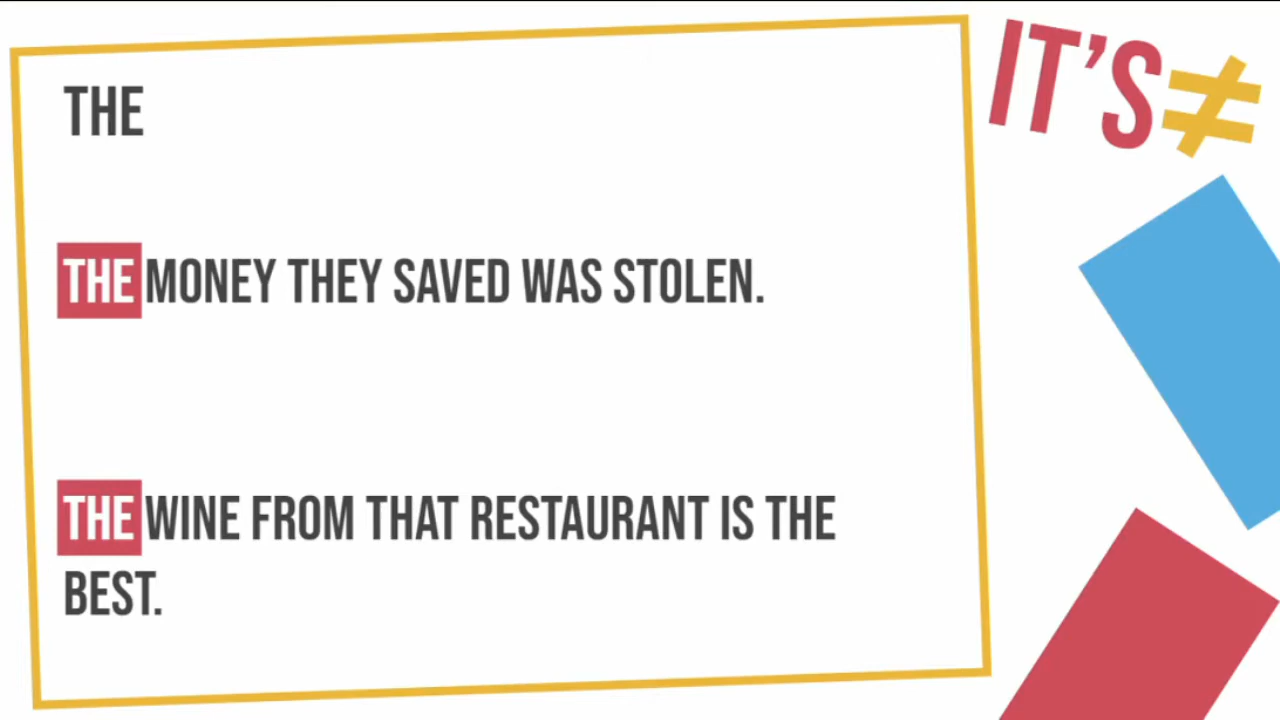 THE
IT'S≠
THE MONEY THEY SAVED WAS STOLEN.
THE WINE FROM THAT RESTAURANT IS THE
BEST.